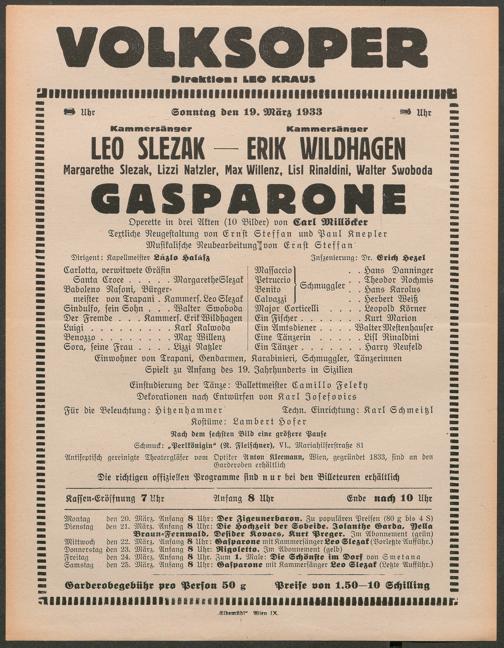 VOLKSOPER
Direktion: LEO KRAUS
Uhr Sonntag den 19. März 1933 Uhr
Kammersänger Kammersänger
LEO SLEZAK — ERIK WILDHAGEN
Margarethe Slezak, Lizzi Natzler, Max Willenz, Lisl Rinaldini, Walter Swoboda
GASPARONE
Operette in drei Akten (10 Bilder) von Carl Millöcker
Textliche Neugestaltung von Ernst Steffan und Paul Knepler
Musikalische Neubearbeitung von Ernst Steffan
Dirigent: Kapellmeister László Halász Inszenierung: Dr. Erich Hezel
Carlotta, verwitwete Gräfin
Santa Croce . . . . Margarethe Slezak
Baboleno Nasoni, Bürger-
meister von Trapani . Kammers. Leo Slezak
Sindulfo, sein Sohn . . Walter Swoboda
Der Fremde . . Kammers. Erik Wildhagen
Luigi . . . . . . . Karl Kalwoda
Benozzo . . . . . . Max Willenz
Sora, seine Frau . . . Lizzi Natzler
Massaccio . . Hans Danninger
Petruccio . . Theodor Rochmis
Benito . . Hans Karolus
Calvazzi . . Herbert Weiß
Schmuggler
Major Corticelli . . . Leopold Körner
Ein Fischer . . . . Kurt Marion
Ein Amtsdiener . . Walter Mestenhauser
Eine Tänzerin . . . Lisl Rinaldini
Ein Tänzer . . . . Harry Neufeld
Einwohner von Trapani, Gendarmen, Karabinieri, Schmuggler, Tänzerinnen
Spielt zu Anfang des 19. Jahrhunderts in Sizilien
Einstudierung der Tänze: Ballettmeister Camillo Feleky
Dekorationen nach Entwürfen von Karl Josefovics
Für die Beleuchtung: Hitzenhammer Techn. Einrichtung: Karl Schmeitzl
Kostüme: Lambert Hofer
Nach dem sechsten Bild eine größere Pause
Schmuck: „Perlkönigin" (R. Fleischner), VI., Mariahilferstraße 81
Antiseptisch gereinigte Theatergläser vom Optiker Anton Kleemann, Wien, gegründet 1833, sind an den
Garderoben erhältlich
Die richtigen offiziellen Programme sind nur bei den Billeteuren erhältlich
Kassen-Eröffnung 7 Uhr Anfang 8 Uhr Ende nach 10 Uhr
Montag den 20. März. Anfang 8 Uhr: Der Zigeunerbaron. Zu populären Preisen (80 g bis 4 S)
Dienstag den 21. März. Anfang 8 Uhr: Die Hochzeit der Sobeide. Jolanthe Garda, Bella
Braun-Fernwald, Desider Kovacs, Kurt Preger. Im Abonnement (grün)
Mittwoch den 22. März. Anfang 8 Uhr: Gasparone mit Kammersänger Leo Slezak (Vorletzte Aufführ.)
Donnerstag den 23. März. Anfang 8 Uhr: Rigoletto. Im Abonnement (gelb)
Freitag den 24. März. Anfang 8 Uhr: Zum 1. Male: Die Schönste im Dorf von Smetana
Samstag den 25. März. Anfang 8 Uhr: Gasparone mit Kammersänger Leo Slezak (Letzte Aufführ.)
Garderobegebühr pro Person 50 g Preise von 1.50—10 Schilling
„Elbemühl" Wien IX.